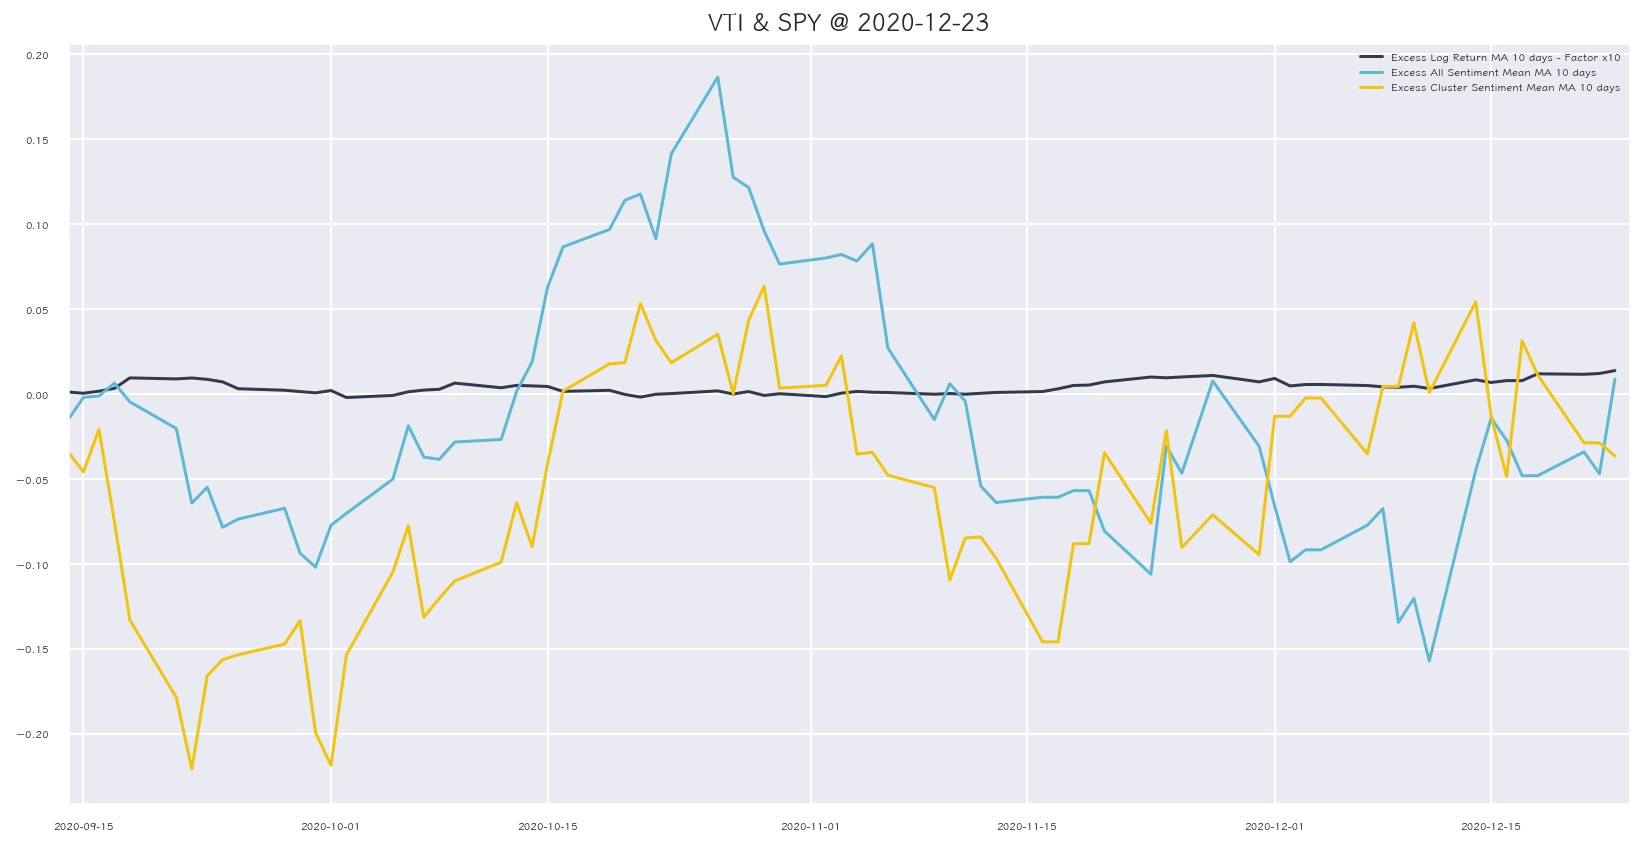 VTI & SPY @ 2020-12-23
Excess Log Return MA 10 days - Factor x10
Excess All Sentiment Mean MA 10 days
Excess Cluster Sentiment Mean MA 10 days
0.20
0.15
0.10
0.05
0.00
−0.05
−0.10
−0.15
−0.20
2020-09-15 2020-10-01 2020-10-15 2020-11-01 2020-11-15 2020-12-01 2020-12-15